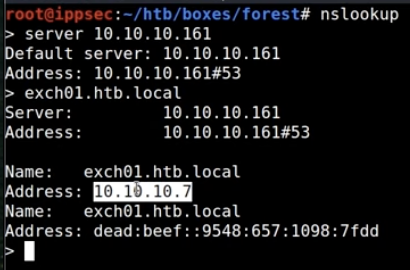 root@ippsec:~/htb/boxes/forest# nslookup
> server 10.10.10.161
Default server: 10.10.10.161
Address: 10.10.10.161#53
> exch01.htb.local
Server:         10.10.10.161
Address:        10.10.10.161#53

Name:   exch01.htb.local
Address: 10.10.10.7
Name:   exch01.htb.local
Address: dead:beef::9548:657:1098:7fdd
>